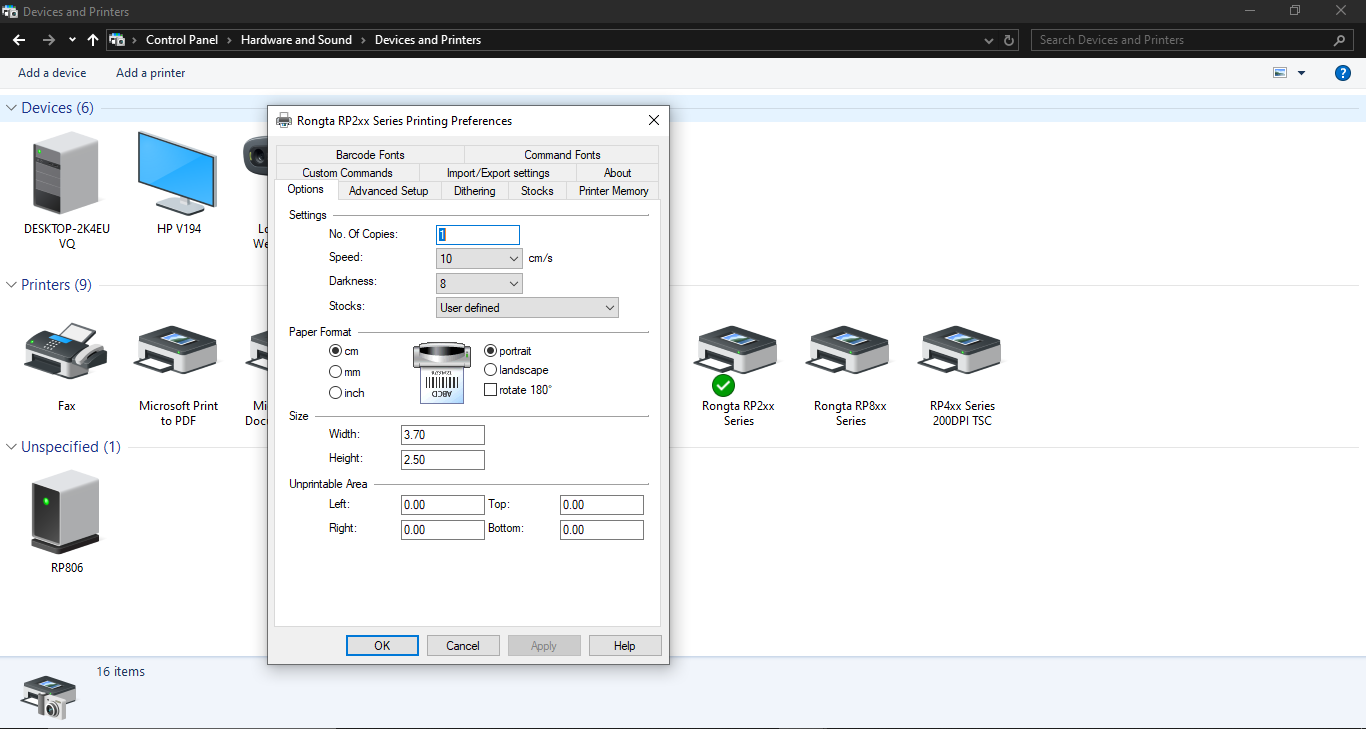 Devices and Printers
Control Panel
Hardware and Sound
Devices and Printers
Search Devices and Printers
Add a device
Add a printer
?
Devices (6)
DESKTOP-2K4EU
VQ
HP V194
Lo
We
Printers (9)
Fax
Microsoft Print
to PDF
Mi
Docu
Rongta RP2xx
Series
Rongta RP8xx
Series
RP4xx Series
200DPI TSC
Unspecified (1)
RP806
16 items
Rongta RP2xx Series Printing Preferences
Barcode Fonts
Command Fonts
Custom Commands
Import/Export settings
About
Options
Advanced Setup
Dithering
Stocks
Printer Memory
Settings
No. Of Copies:
1
Speed:
10
cm/s
Darkness:
8
Stocks:
User defined
Paper Format
cm
mm
inch
ABCD
portrait
landscape
rotate 180°
Size
Width:
3.70
Height:
2.50
Unprintable Area
Left:
0.00
Top:
0.00
Right:
0.00
Bottom:
0.00
OK
Cancel
Apply
Help